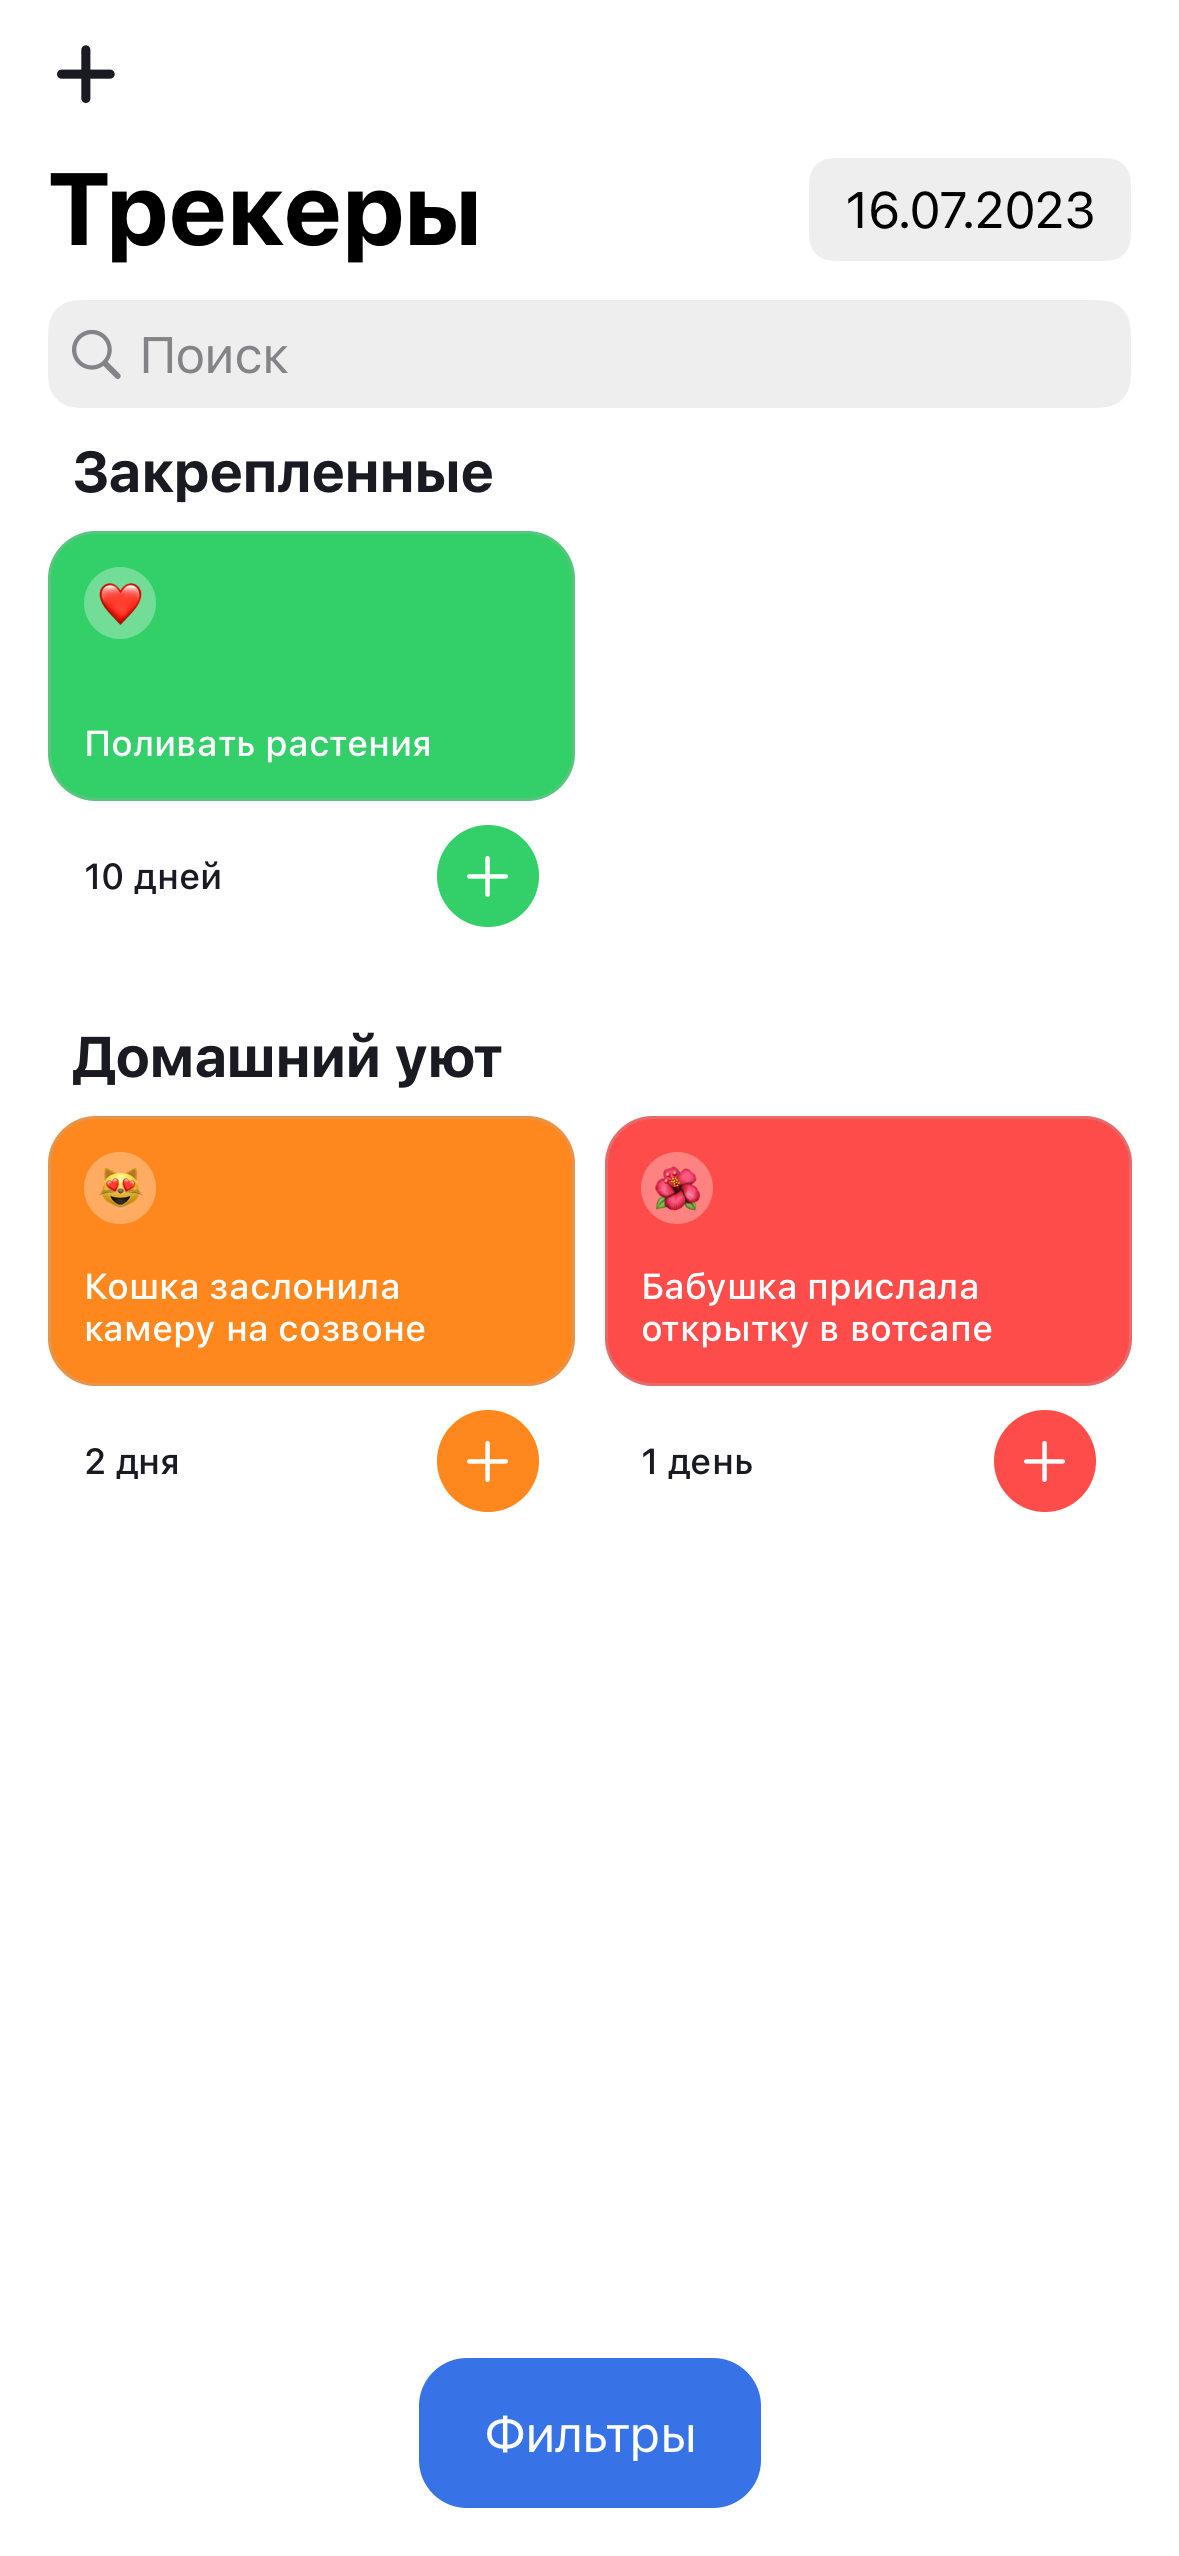 Трекеры
16.07.2023
Поиск
Закрепленные
Поливать растения
10 дней
Домашний уют
Кошка заслонила
камеру на созвоне
Бабушка прислала
открытку в вотсапе
2 дня
1 день
Фильтры